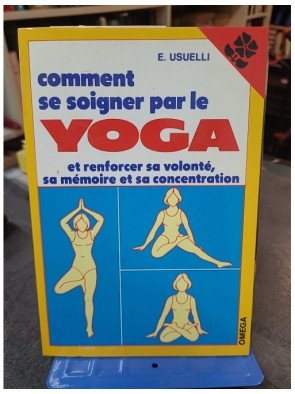 E. USUELLI
comment
se soigner par le
YOGA
et renforcer sa volonté,
sa mémoire et sa concentration
OMEGA